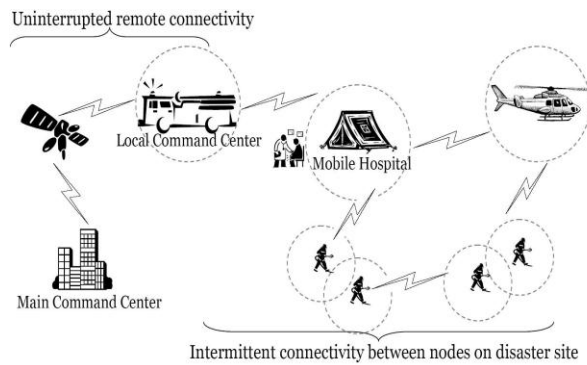 Uninterrupted remote connectivity
Local Command Center
Mobile Hospital
Main Command Center
Intermittent connectivity between nodes on disaster site